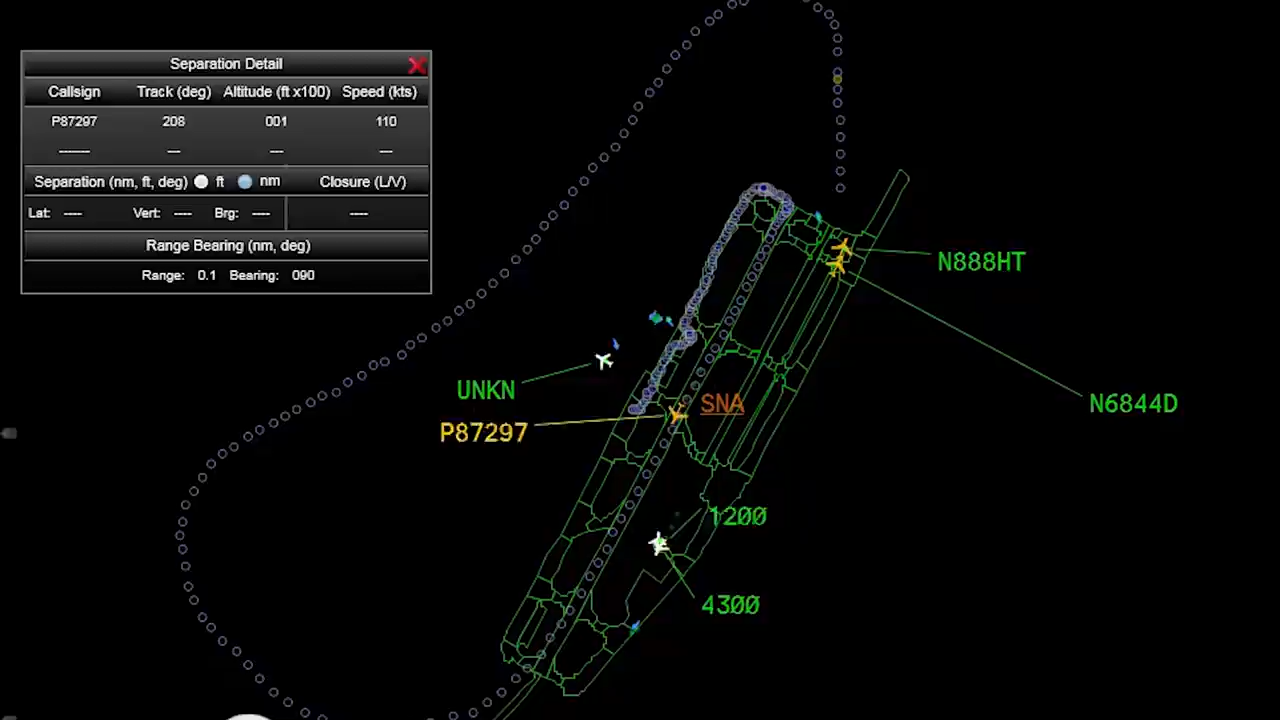 Separation Detail
Callsign Track (deg) Altitude (ft x100) Speed (kts)
P87297 208 001 110
------- --- --- ---
Separation (nm, ft, deg) ft nm Closure (L/V)
Lat: ---- Vert: ---- Brg: ---- ----
Range Bearing (nm, deg)
Range: 0.1 Bearing: 090
N888HT
UNKN
SNA
N6844D
P87297
1200
4300